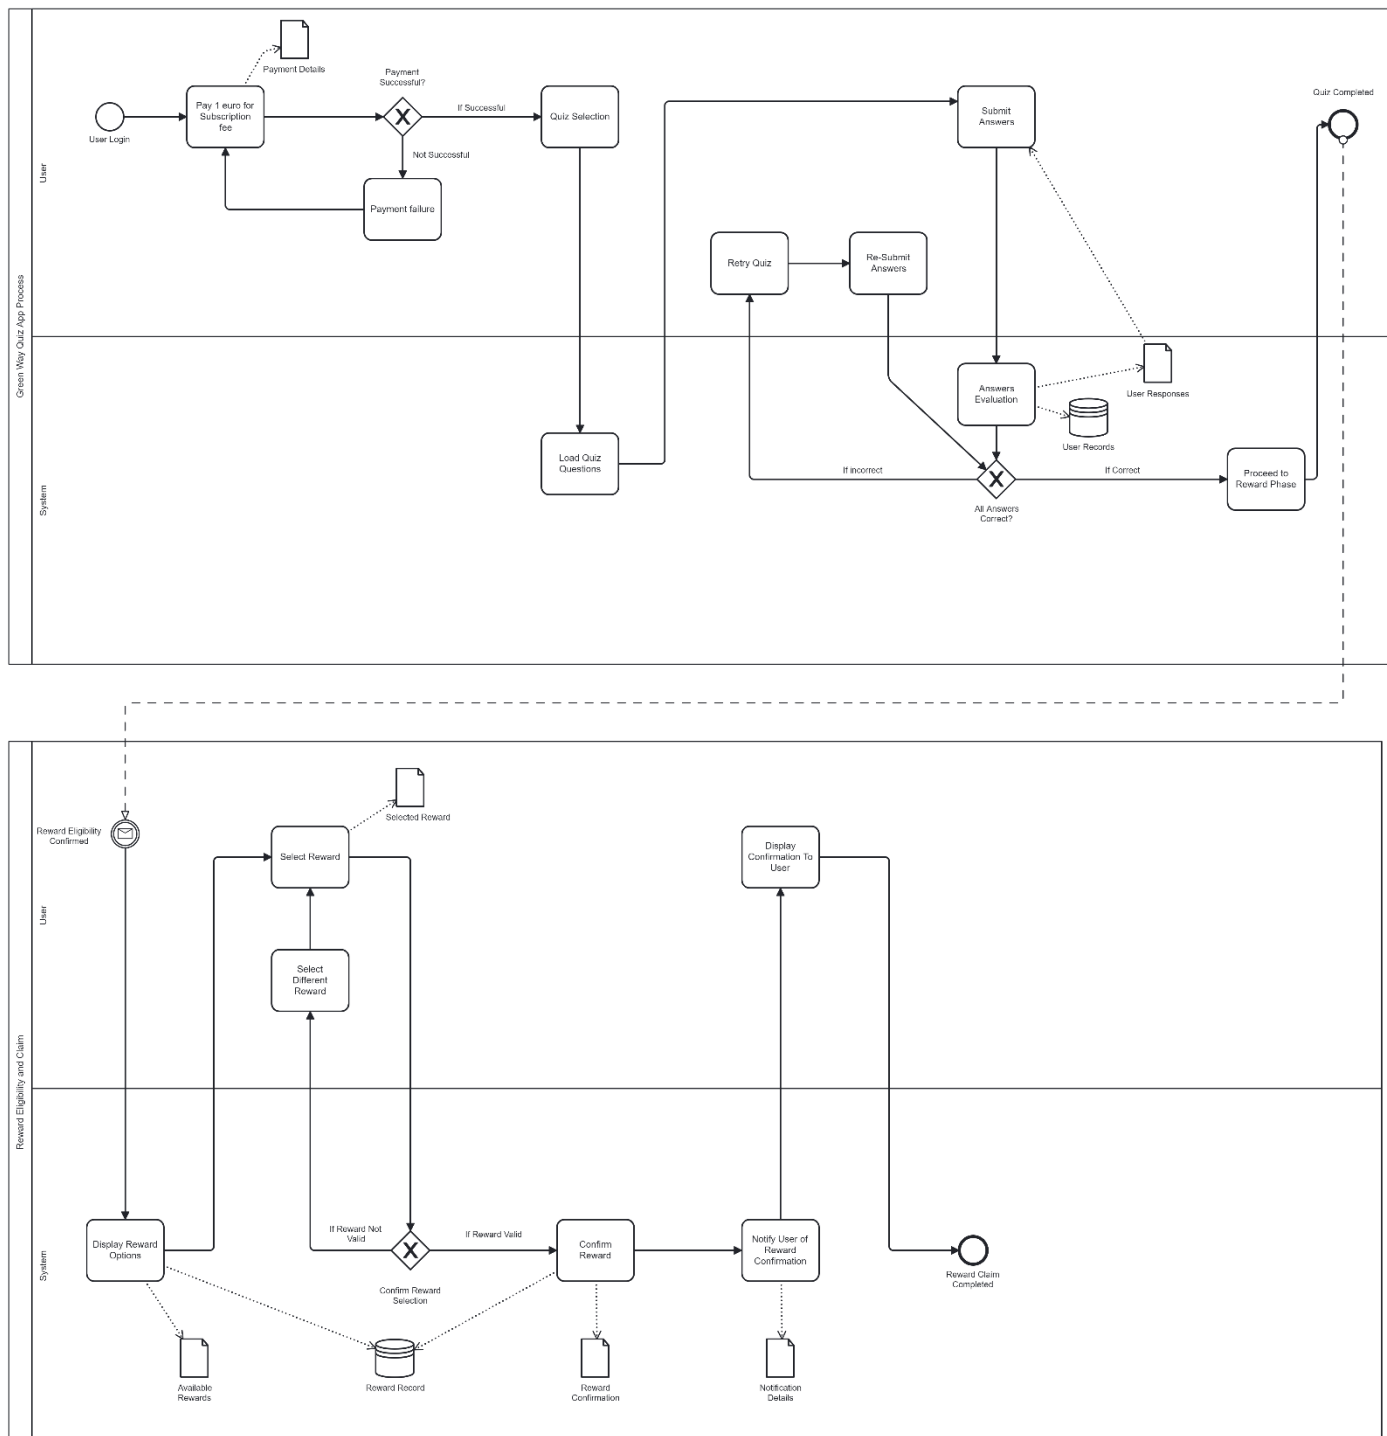 Green Way Quiz App Process
User
System
User Login
Pay 1 euro for
Subscription
fee
Payment Details
Payment
Successful?
If Successful
Not Successful
Payment failure
Quiz Selection
Submit
Answers
Quiz Completed
Retry Quiz
Re-Submit
Answers
Load Quiz
Questions
Answers
Evaluation
User Responses
User Records
If incorrect
All Answers
Correct?
If Correct
Proceed to
Reward Phase
Reward Eligibility and Claim
User
System
Reward Eligibility
Confirmed
Select Reward
Selected Reward
Select
Different
Reward
Display
Confirmation To
User
Display Reward
Options
If Reward Not
Valid
Confirm Reward
Selection
If Reward Valid
Confirm
Reward
Notify User of
Reward
Confirmation
Reward Claim
Completed
Available
Rewards
Reward Record
Reward
Confirmation
Notification
Details